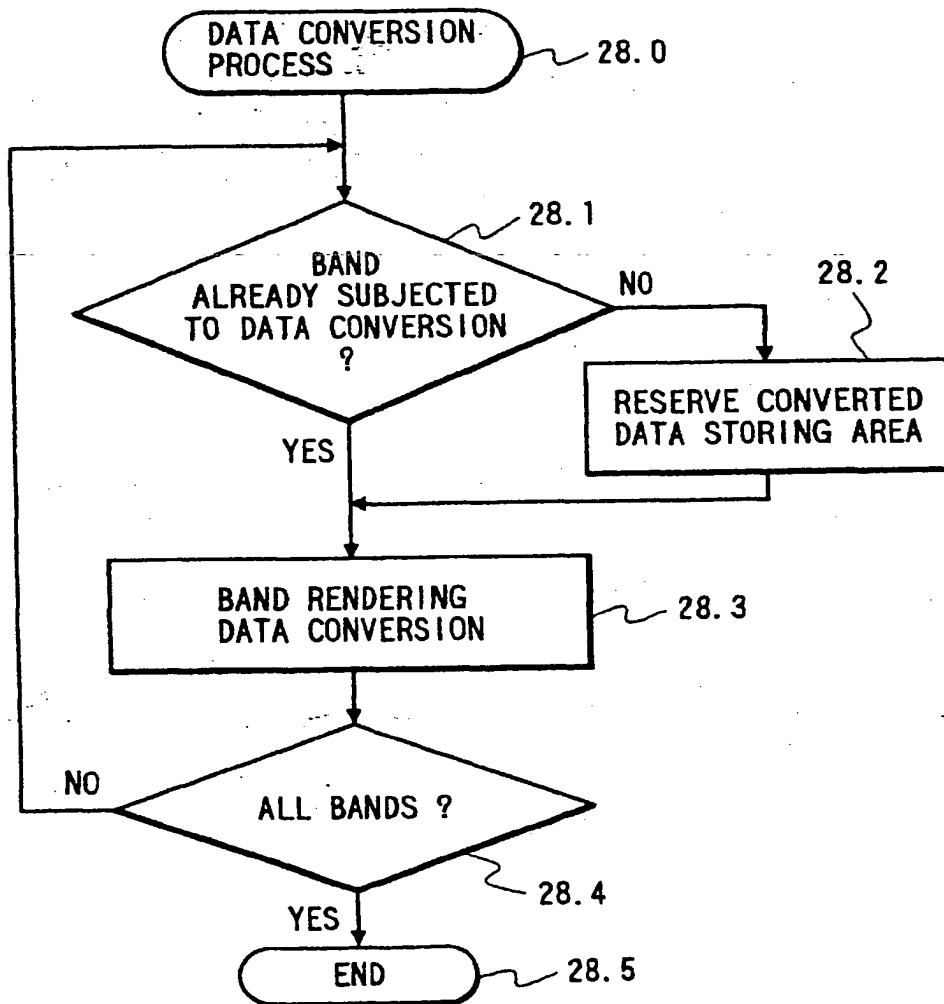 DATA CONVERSION
PROCESS
28.0
28.1
BAND
ALREADY SUBJECTED
TO DATA CONVERSION
?
NO
28.2
RESERVE CONVERTED
DATA STORING AREA
YES
BAND RENDERING
DATA CONVERSION
28.3
NO
ALL BANDS ?
28.4
YES
END
28.5